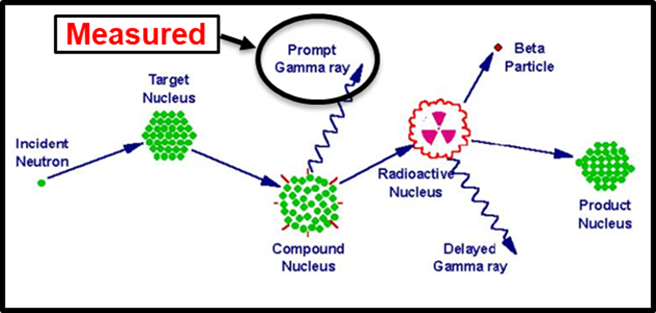 Measured
Prompt
Gamma ray
Beta
Particle
Target
Nucleus
Incident
Neutron
Radioactive
Nucleus
Product
Nucleus
Compound
Nucleus
Delayed
Gamma ray